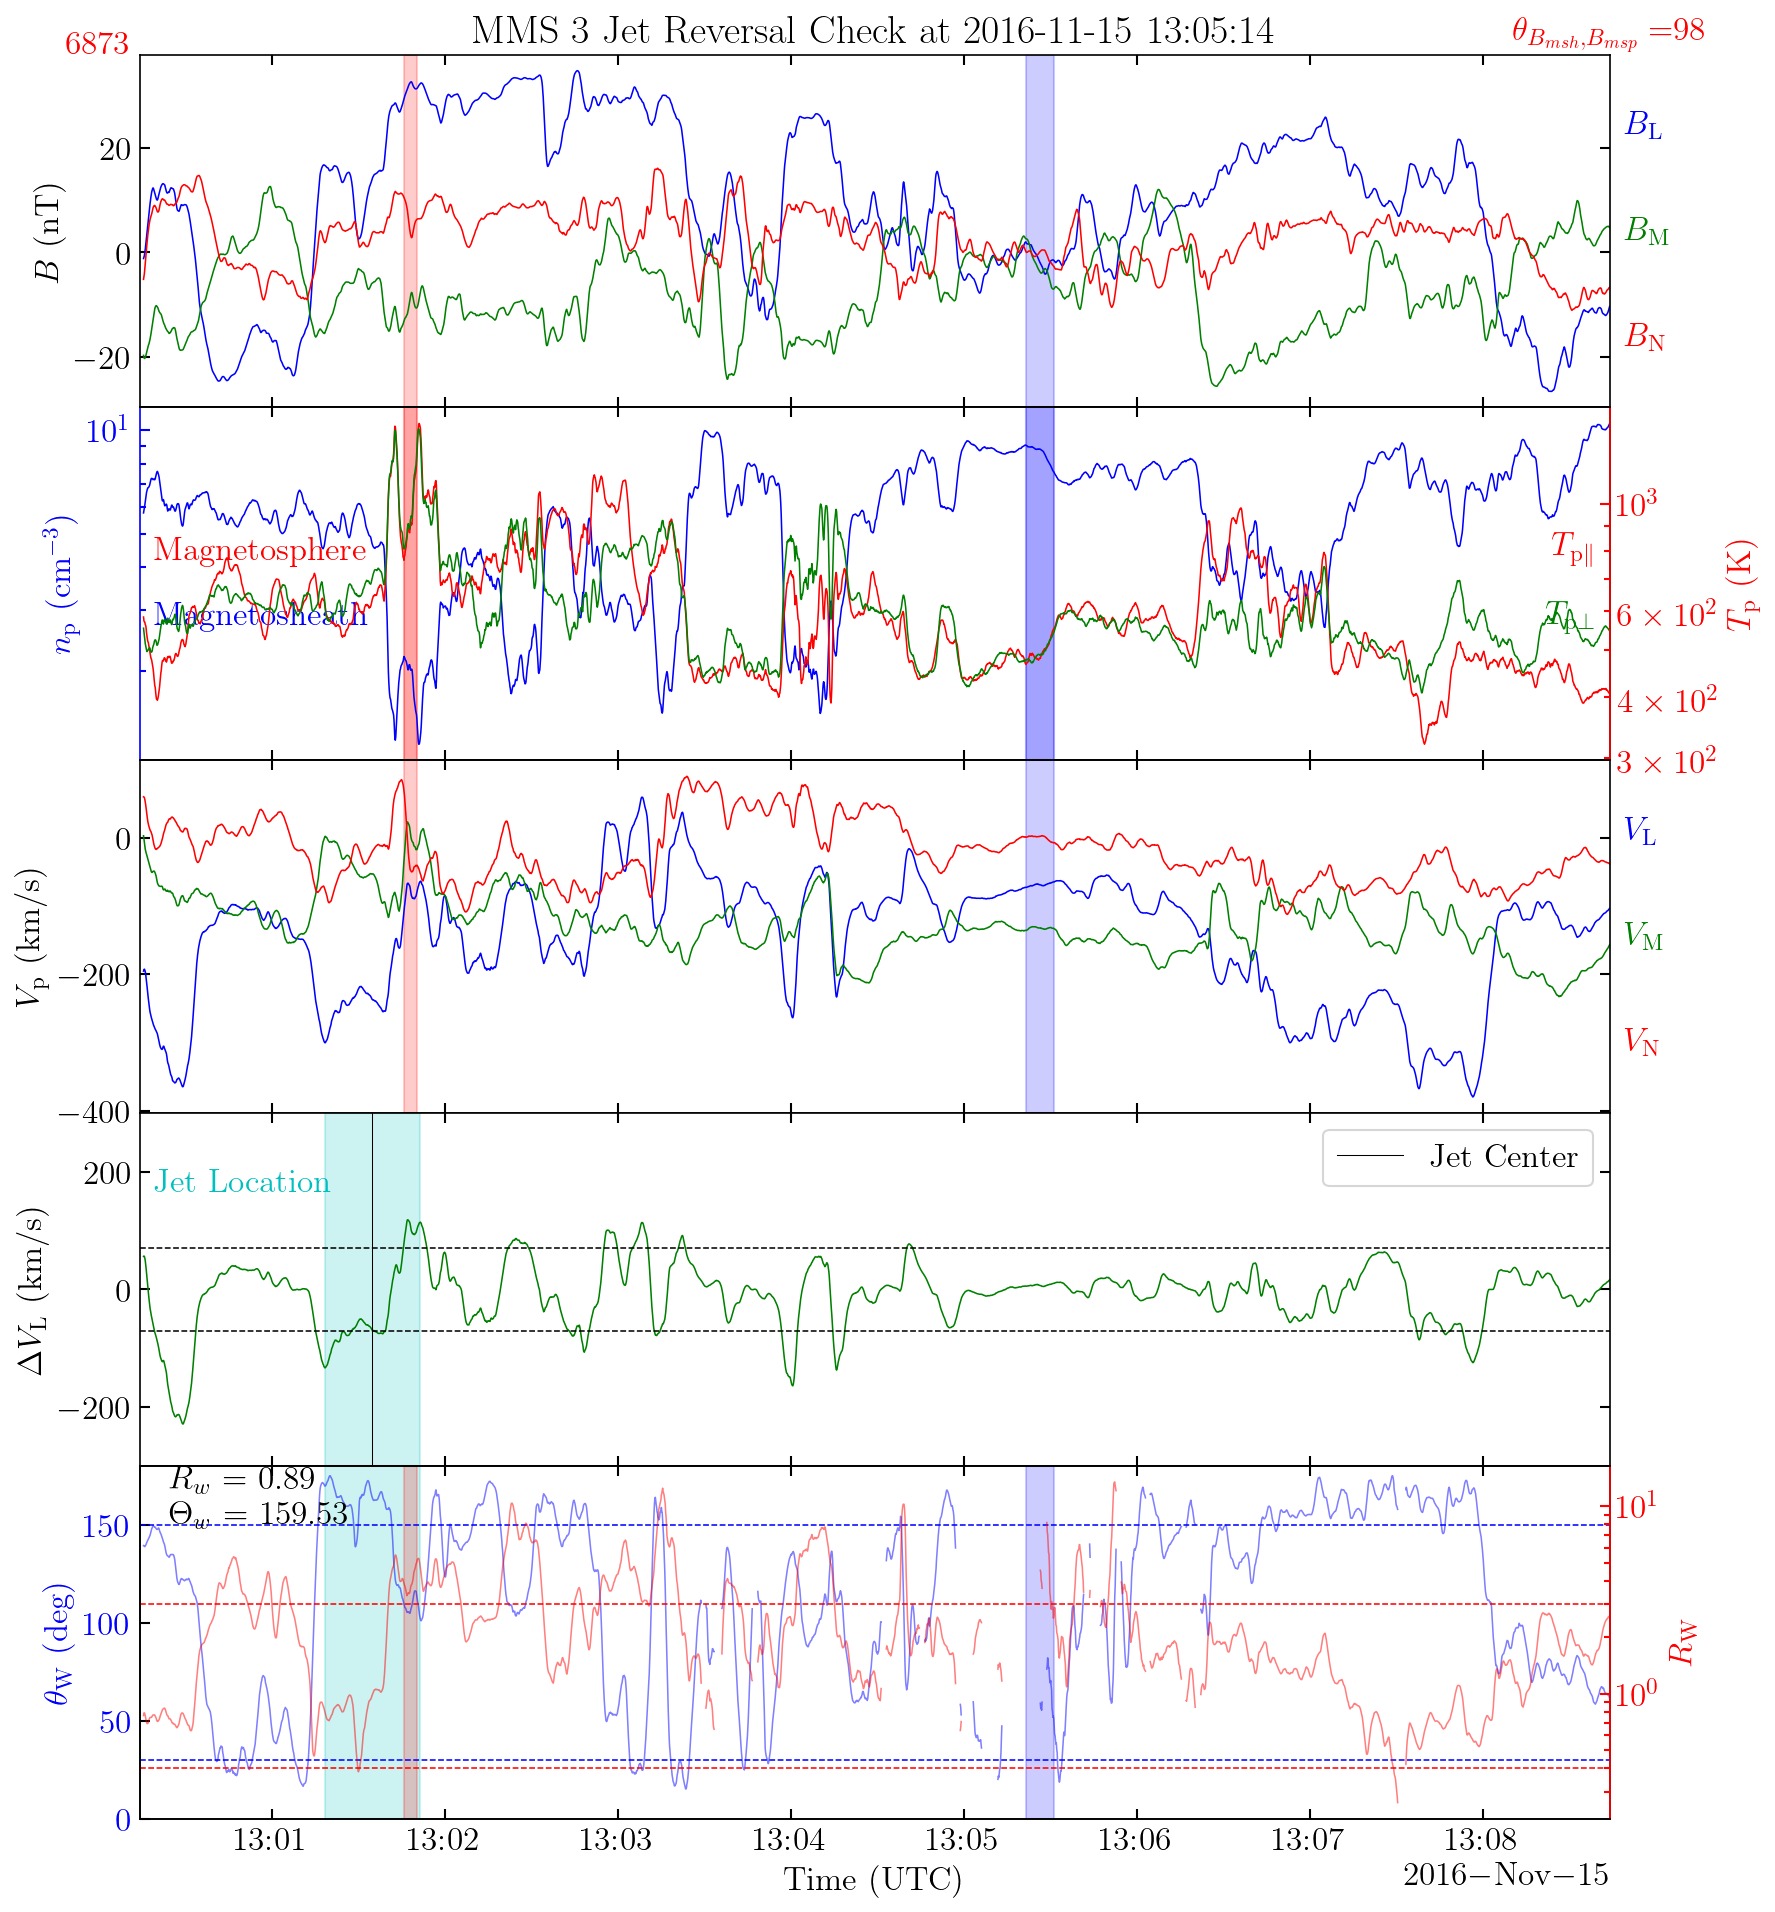 MMS 3 Jet Reversal Check at 2016-11-15 13:05:14
6873
θ_{B_{msh},B_{msp}} =98
20
0
−20
B (nT)
B_L
B_M
B_N
10^1
n_p (cm^{−3})
Magnetosphere
Magnetosheath
T_{p∥}
T_{p⊥}
10^3
6 × 10^2
4 × 10^2
3 × 10^2
T_p (K)
0
−200
−400
V_p (km/s)
V_L
V_M
V_N
Jet Center
Jet Location
200
0
−200
ΔV_L (km/s)
R_w = 0.89
Θ_w = 159.53
150
100
50
0
θ_W (deg)
10^1
10^0
R_W
13:01 13:02 13:03 13:04 13:05 13:06 13:07 13:08
Time (UTC)
2016−Nov−15